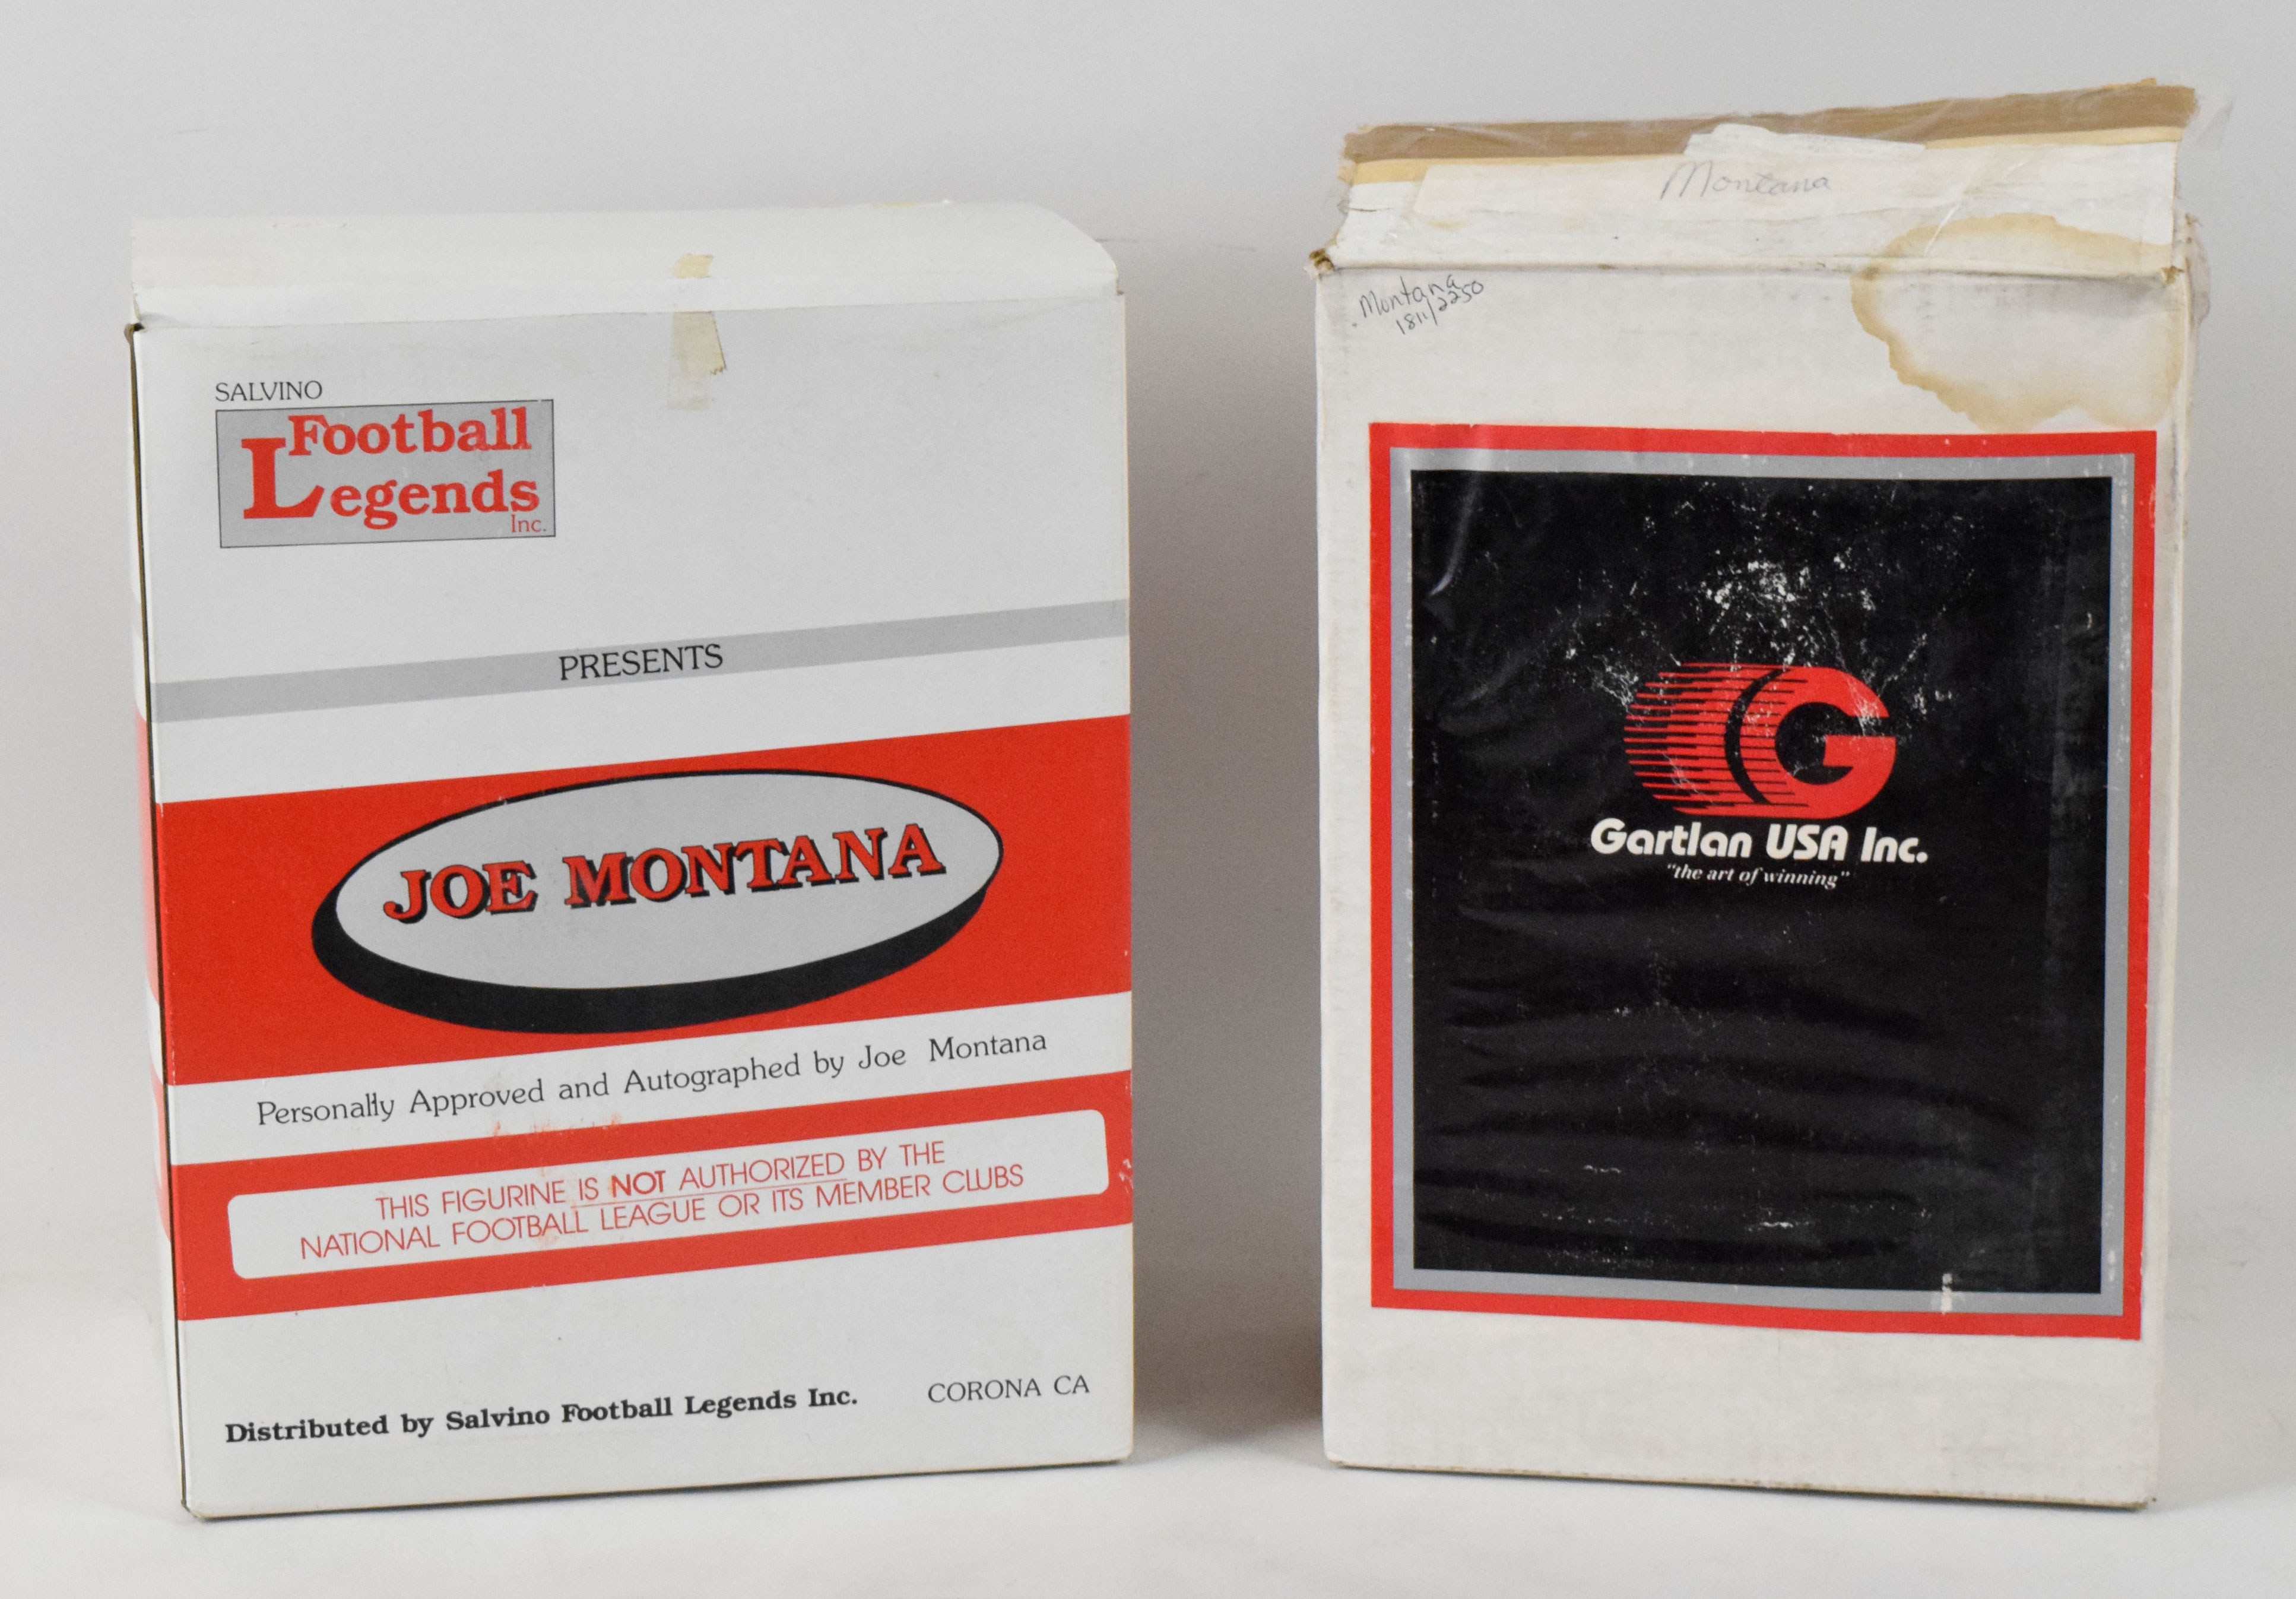 SALVINO
Football
Legends
Inc.
PRESENTS
JOE MONTANA
Personally Approved and Autographed by Joe Montana
THIS FIGURINE IS NOT AUTHORIZED BY THE
NATIONAL FOOTBALL LEAGUE OR ITS MEMBER CLUBS
Distributed by Salvino Football Legends Inc. CORONA CA
Montana
Montana
1811/2250
G
Gartlan USA Inc.
"the art of winning"